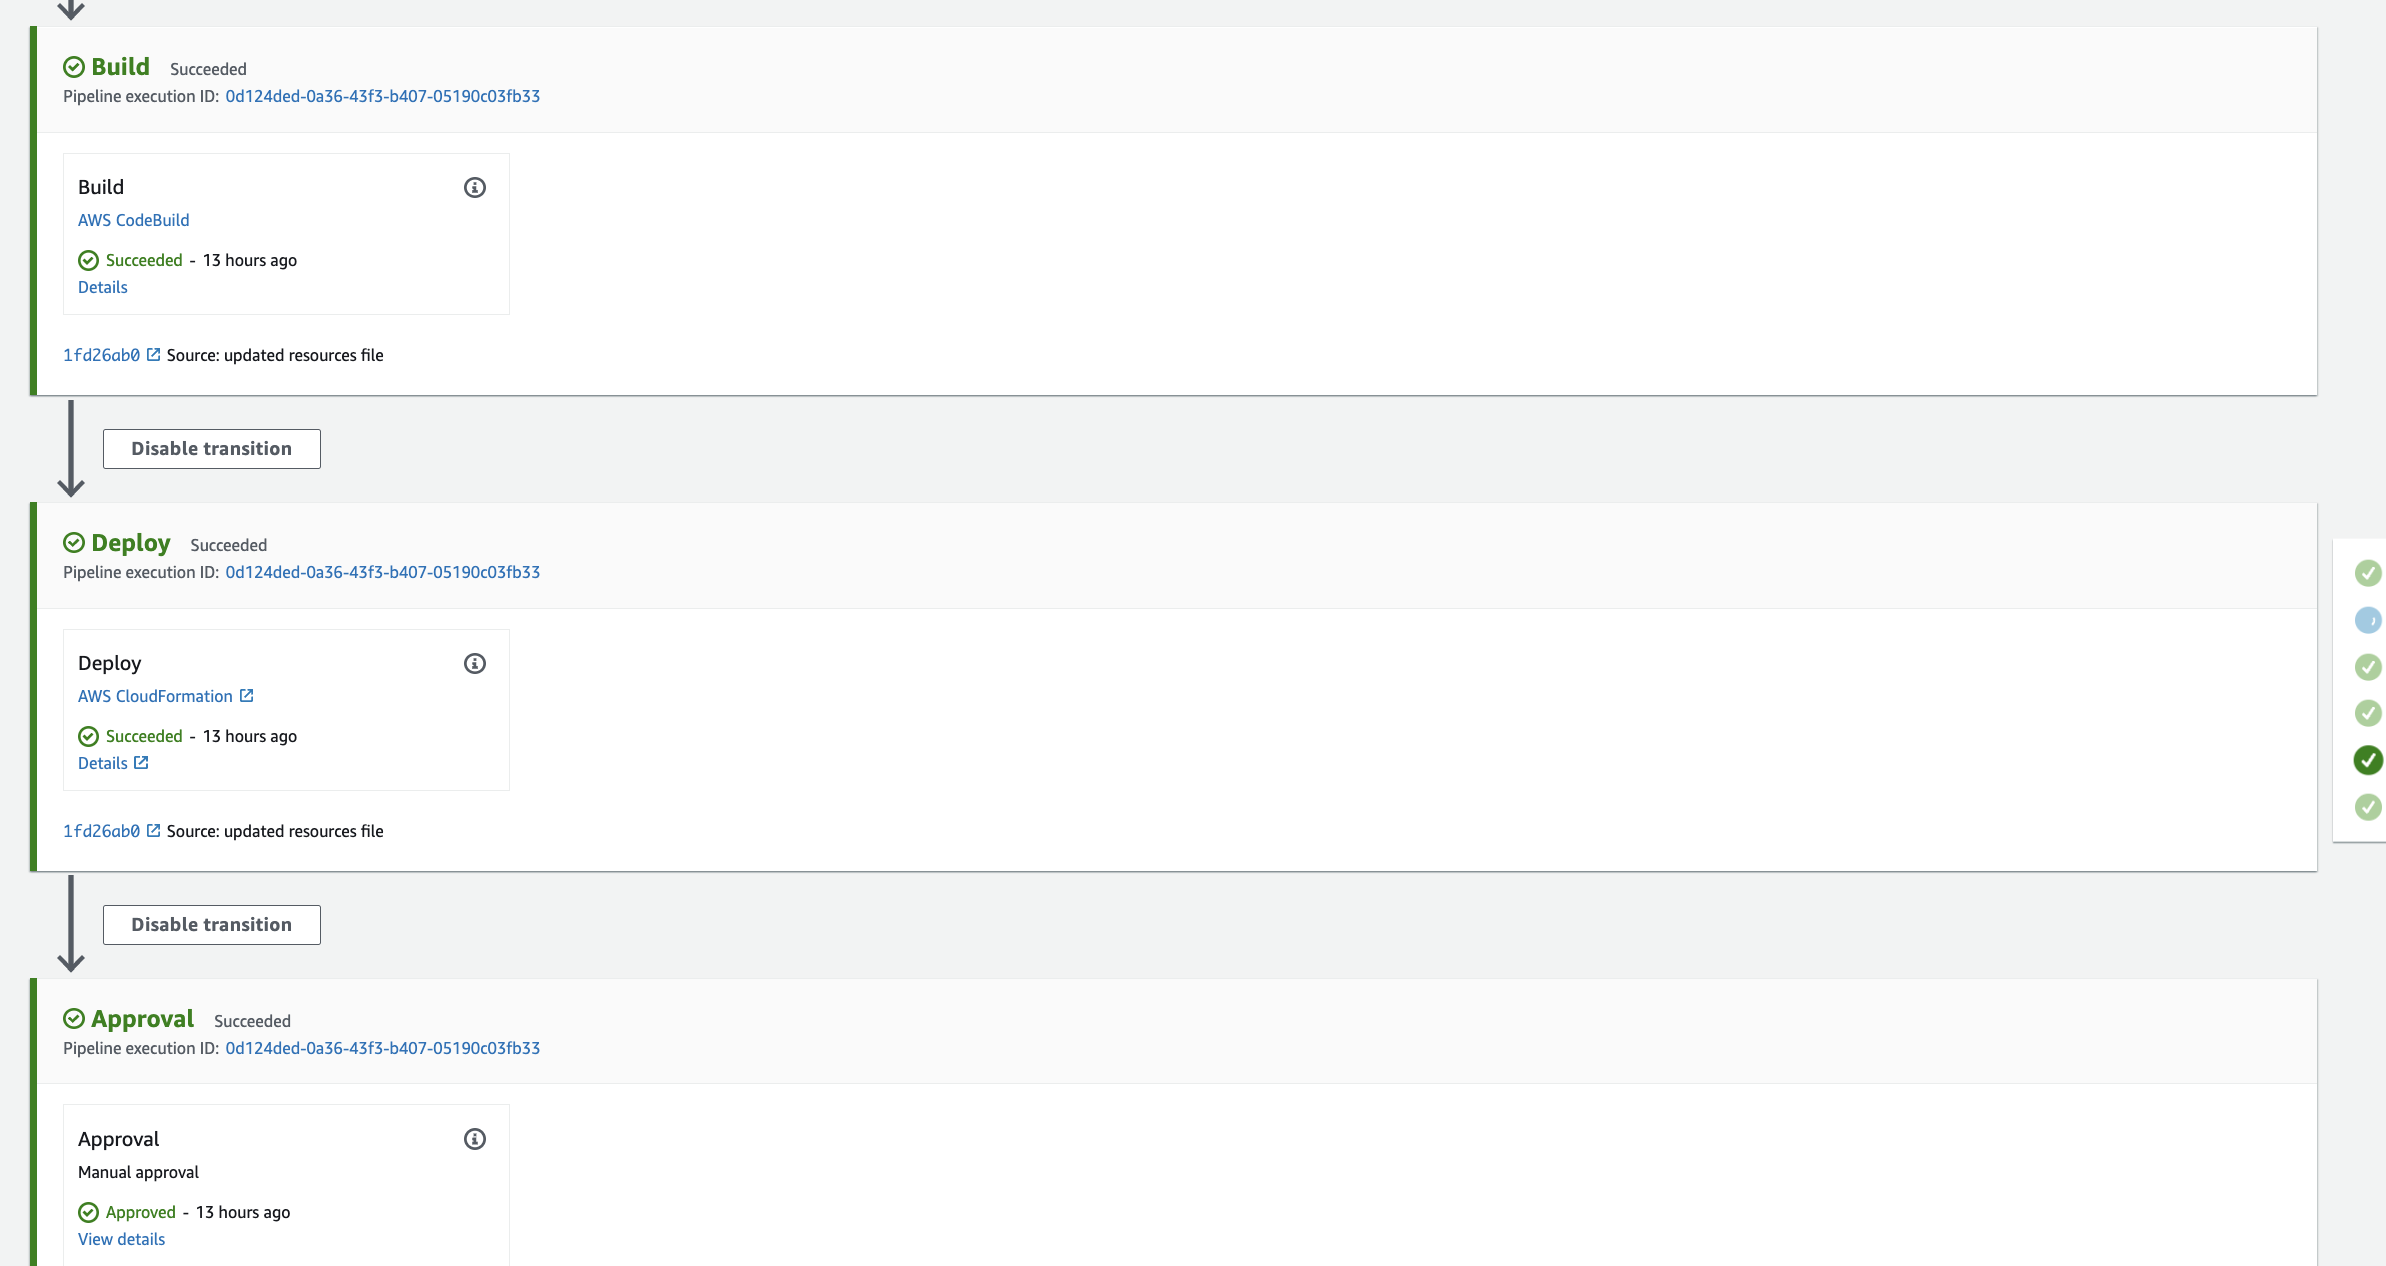 Build Succeeded
Pipeline execution ID: 0d124ded-0a36-43f3-b407-05190c03fb33
Build
AWS CodeBuild
Succeeded - 13 hours ago
Details
1fd26ab0 Source: updated resources file
Disable transition
Deploy Succeeded
Pipeline execution ID: 0d124ded-0a36-43f3-b407-05190c03fb33
Deploy
AWS CloudFormation
Succeeded - 13 hours ago
Details
1fd26ab0 Source: updated resources file
Disable transition
Approval Succeeded
Pipeline execution ID: 0d124ded-0a36-43f3-b407-05190c03fb33
Approval
Manual approval
Approved - 13 hours ago
View details